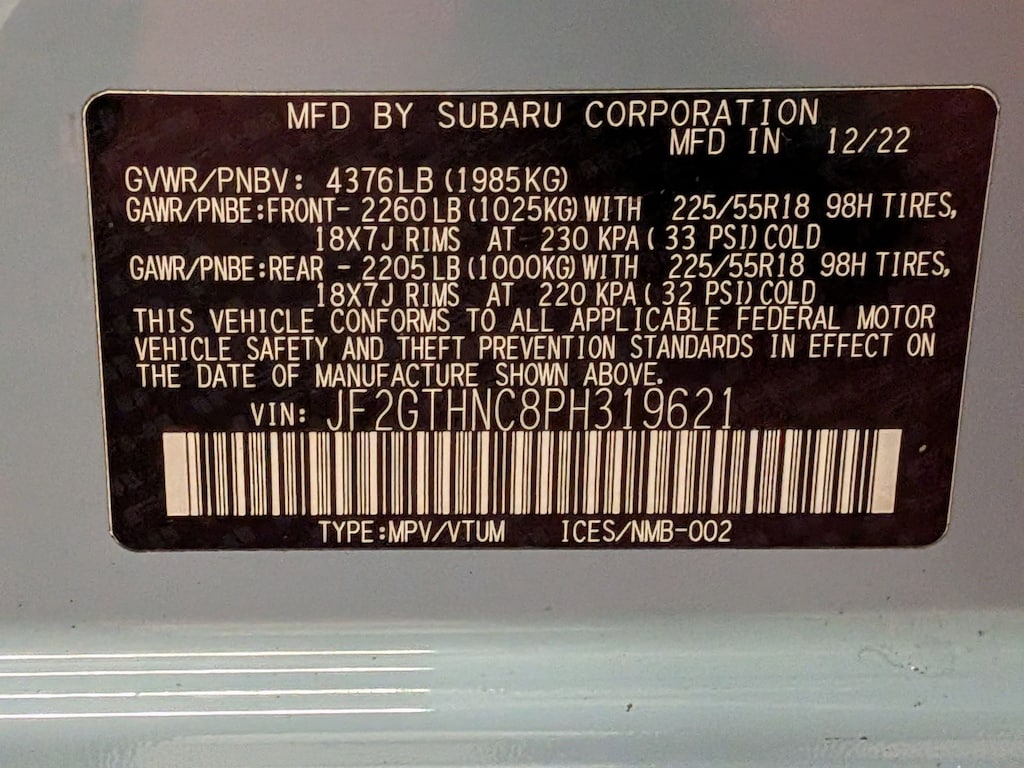 MFD BY SUBARU CORPORATION
MFD IN 12/22
GVWR/PNBV: 4376LB (1985KG)
GAWR/PNBE:FRONT- 2260 LB (1025KG) WITH 225/55R18 98H TIRES,
18X7J RIMS AT 230 KPA ( 33 PSI) COLD
GAWR/PNBE:REAR - 2205 LB (1000KG) WITH 225/55R18 98H TIRES,
18X7J RIMS AT 220 KPA ( 32 PSI) COLD
THIS VEHICLE CONFORMS TO ALL APPLICABLE FEDERAL MOTOR
VEHICLE SAFETY AND THEFT PREVENTION STANDARDS IN EFFECT ON
THE DATE OF MANUFACTURE SHOWN ABOVE.
VIN: JF2GTHNC8PH319621
TYPE:MPV/VTUM ICES/NMB-002